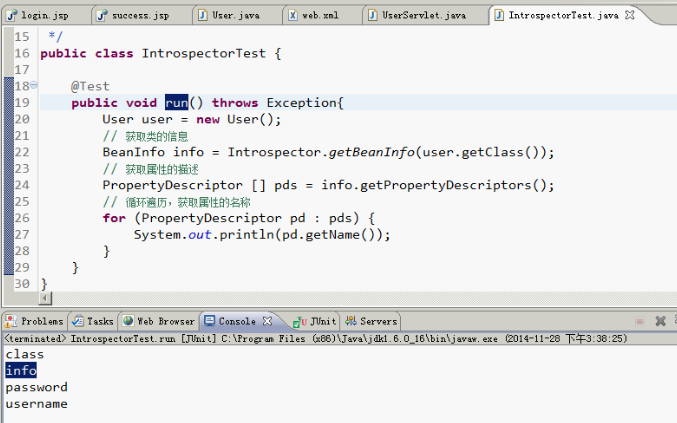 login.jsp success.jsp User.java web.xml UserServlet.java IntrospectorTest.java
15 */
16 public class IntrospectorTest {
17
18 @Test
19 public void run() throws Exception{
20 User user = new User();
21 // 获取类的信息
22 BeanInfo info = Introspector.getBeanInfo(user.getClass());
23 // 获取属性的描述
24 PropertyDescriptor [] pds = info.getPropertyDescriptors();
25 // 循环遍历，获取属性的名称
26 for (PropertyDescriptor pd : pds) {
27 System.out.println(pd.getName());
28 }
29 }
30 }
Problems Tasks Web Browser Console JUnit Servers
<terminated> IntrospectorTest.run [JUnit] C:\Program Files (x86)\Java\jdk1.6.0_16\bin\javaw.exe (2014-11-28 下午3:38:25)
class
info
password
username